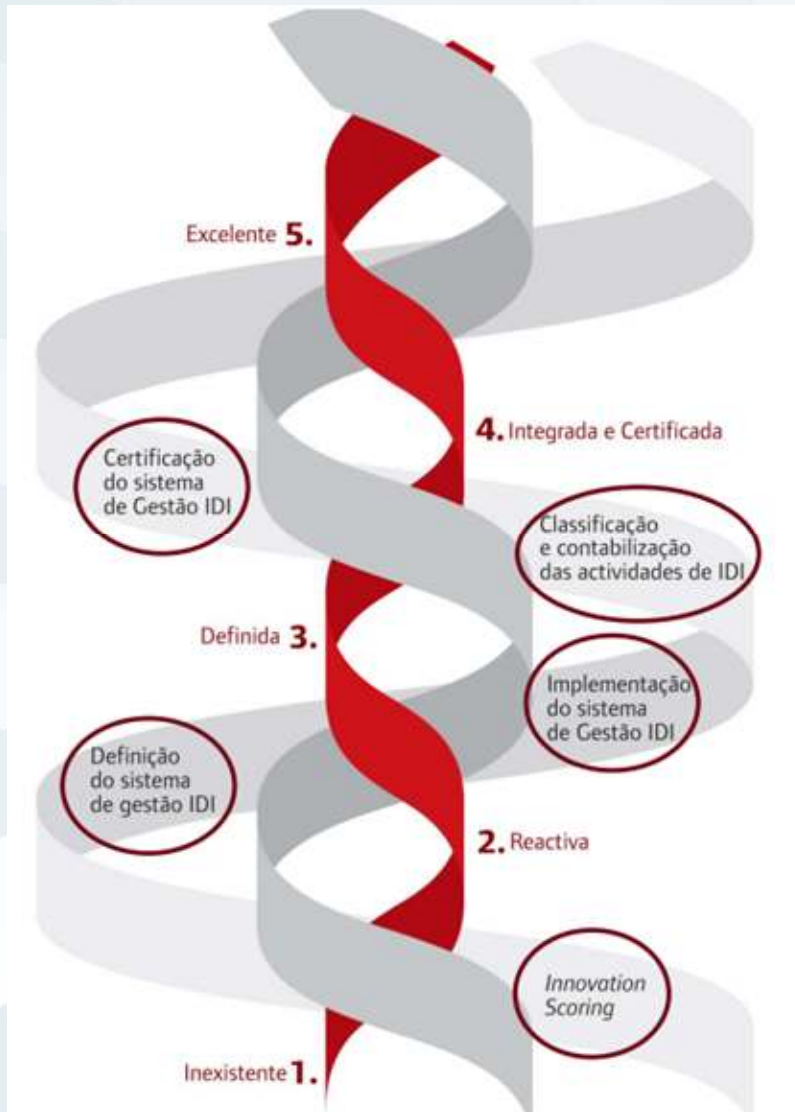 Excelente 5.
4. Integrada e Certificada
Certificação
do sistema
de Gestão IDI
Classificação
e contabilização
das actividades de IDI
Definida 3.
Implementação
do sistema
de Gestão IDI
Definição
do sistema
de gestão IDI
2. Reactiva
Innovation
Scoring
Inexistente 1.